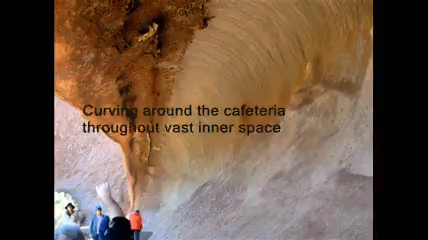 Curving around the cafeteria
throughout vast inner space